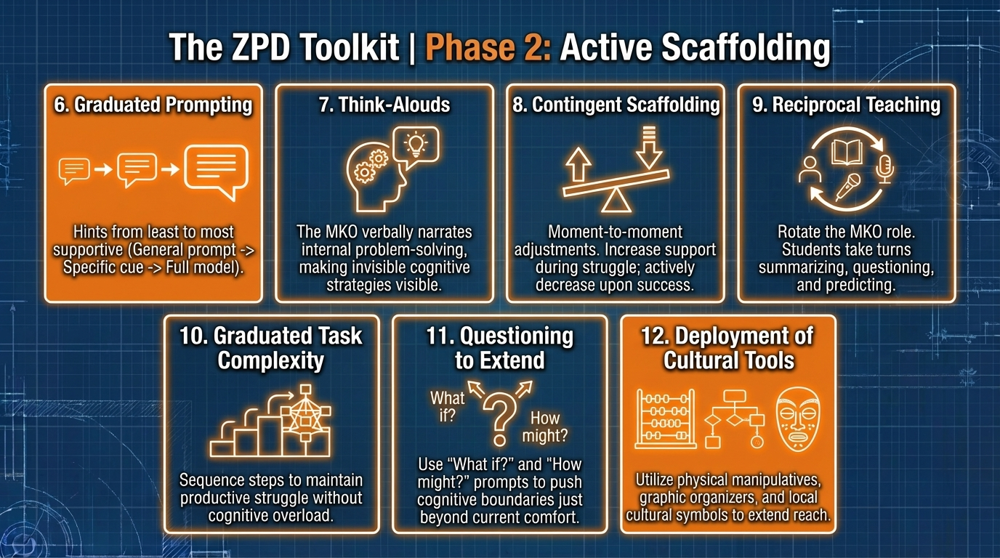 The ZPD Toolkit | Phase 2: Active Scaffolding
6. Graduated Prompting
Hints from least to most
supportive (General prompt ->
Specific cue -> Full model).
7. Think-Alouds
The MKO verbally narrates
internal problem-solving,
making invisible cognitive
strategies visible.
8. Contingent Scaffolding
Moment-to-moment
adjustments. Increase support
during struggle; actively
decrease upon success.
9. Reciprocal Teaching
Rotate the MKO role.
Students take turns
summarizing, questioning,
and predicting.
10. Graduated Task
Complexity
Sequence steps to maintain
productive struggle without
cognitive overload.
11. Questioning
to Extend
What
if?
How
might?
Use “What if?” and “How
might?” prompts to push
cognitive boundaries just
beyond current comfort.
12. Deployment of
Cultural Tools
Utilize physical manipulatives,
graphic organizers, and local
cultural symbols to extend reach.